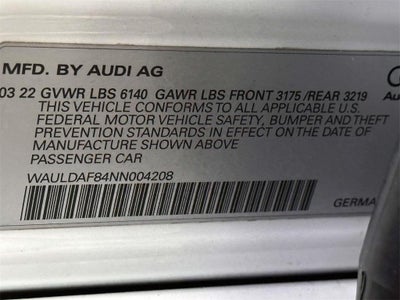 MFD. BY AUDI AG
03 22 GVWR LBS 6140 GAWR LBS FRONT 3175 /REAR 3219
THIS VEHICLE CONFORMS TO ALL APPLICABLE U.S.
FEDERAL MOTOR VEHICLE SAFETY, BUMPER AND THEFT
PREVENTION STANDARDS IN EFFECT ON THE DATE OF
MANUFACTURE SHOWN ABOVE
PASSENGER CAR
WAULDAF84NN004208
GERMA